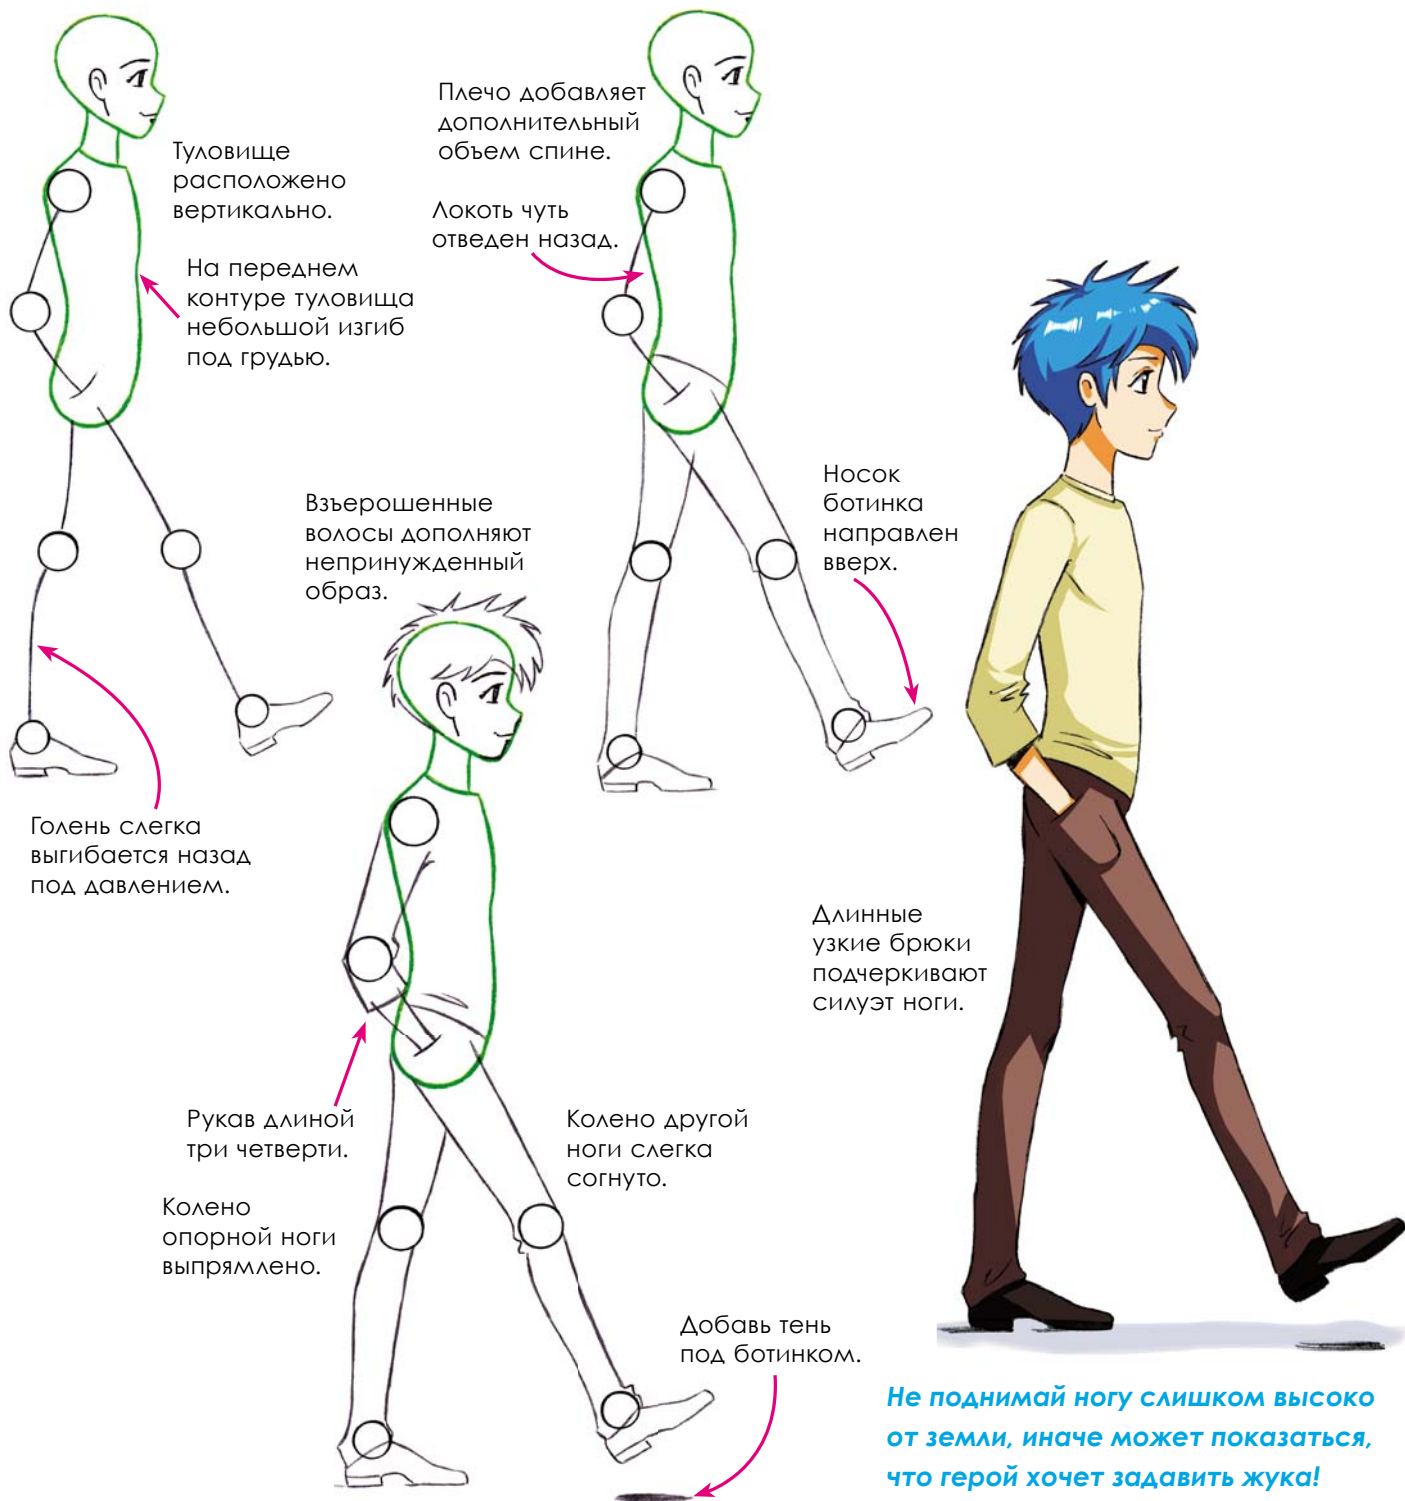 Туловище
расположено
вертикально.
На переднем
контуре туловища
небольшой изгиб
под грудью.
Плечо добавляет
дополнительный
объем спине.
Локоть чуть
отведен назад.
Взъерошенные
волосы дополняют
непринужденный
образ.
Носок
ботинка
направлен
вверх.
Голень слегка
выгибается назад
под давлением.
Длинные
узкие брюки
подчеркивают
силуэт ноги.
Рукав длиной
три четверти.
Колено другой
ноги слегка
согнуто.
Колено
опорной ноги
выпрямлено.
Добавь тень
под ботинком.
Не поднимай ногу слишком высоко
от земли, иначе может показаться,
что герой хочет задавить жука!